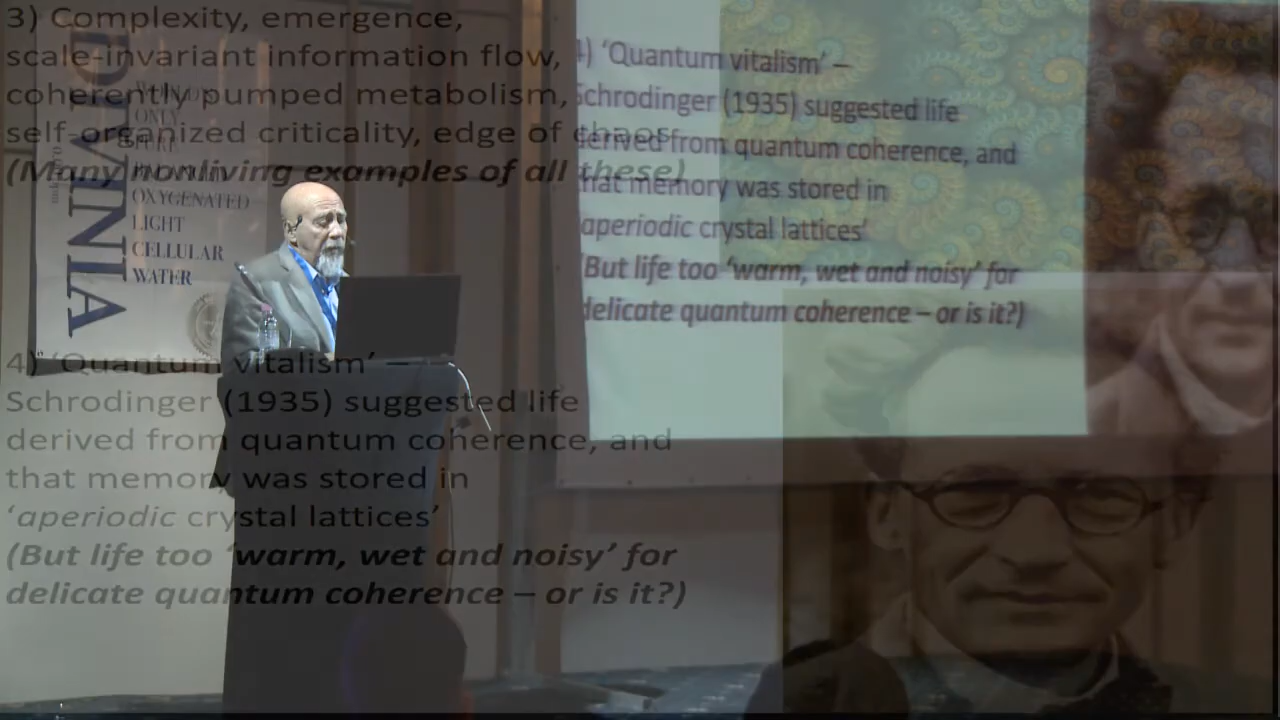 3) Complexity, emergence,
scale-invariant information flow,
coherently pumped metabolism,
self-organized criticality, edge of chaos
(Many nonliving examples of all these)
4) ‘Quantum vitalism’
Schrodinger (1935) suggested life
derived from quantum coherence, and
that memory was stored in
‘aperiodic crystal lattices’
(But life too ‘warm, wet and noisy’ for
delicate quantum coherence – or is it?)
4) ‘Quantum vitalism’ –
Schrodinger (1935) suggested life
derived from quantum coherence, and
that memory was stored in
‘aperiodic crystal lattices’
(But life too ‘warm, wet and noisy’ for
delicate quantum coherence – or is it?)
DIVINIA
ONLY
OXYGENATED
LIGHT
CELLULAR
WATER